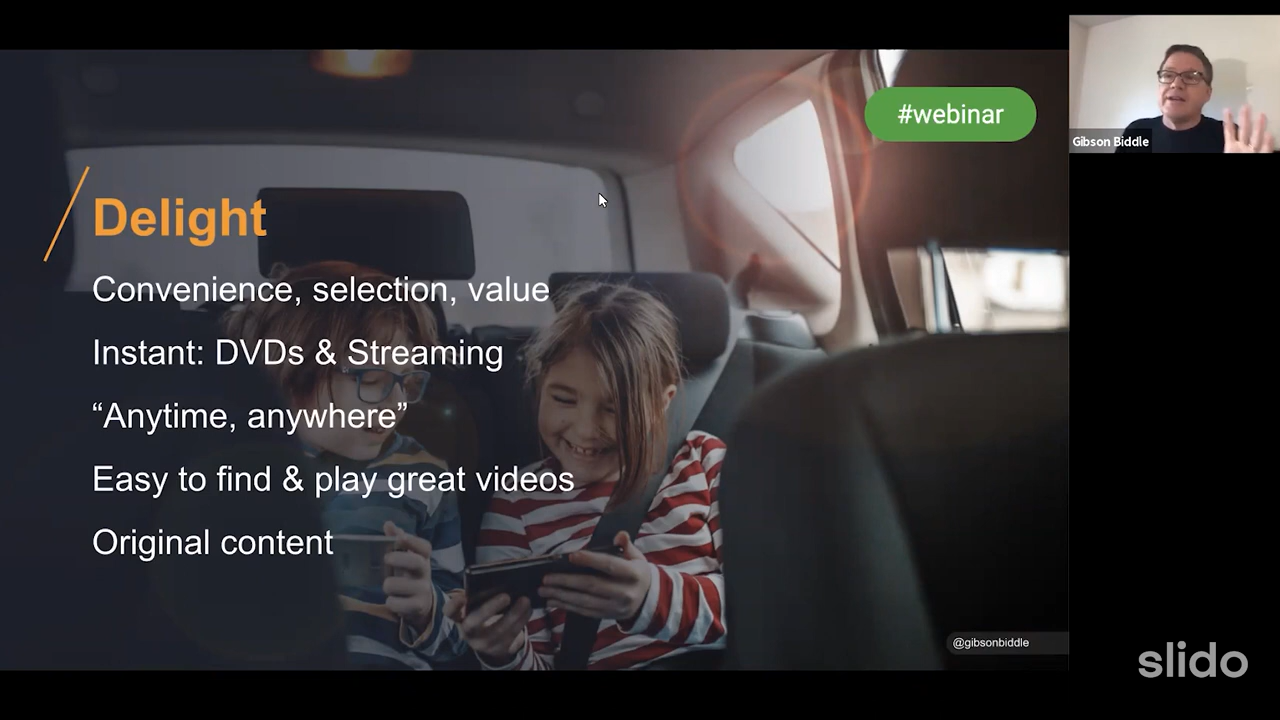 #webinar
Gibson Biddle
Delight
Convenience, selection, value
Instant: DVDs & Streaming
“Anytime, anywhere”
Easy to find & play great videos
Original content
@gibsonbiddle
slido